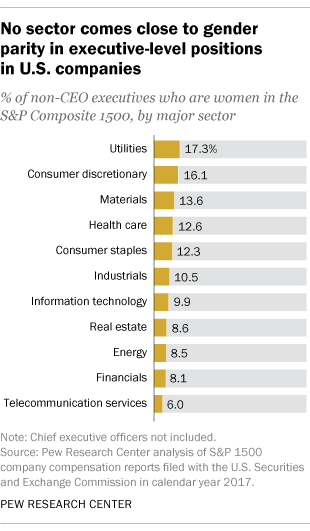 No sector comes close to gender
parity in executive-level positions
in U.S. companies
% of non-CEO executives who are women in the
S&P Composite 1500, by major sector
Utilities 17.3%
Consumer discretionary 16.1
Materials 13.6
Health care 12.6
Consumer staples 12.3
Industrials 10.5
Information technology 9.9
Real estate 8.6
Energy 8.5
Financials 8.1
Telecommunication services 6.0
Note: Chief executive officers not included.
Source: Pew Research Center analysis of S&P 1500
company compensation reports filed with the U.S. Securities
and Exchange Commission in calendar year 2017.
PEW RESEARCH CENTER